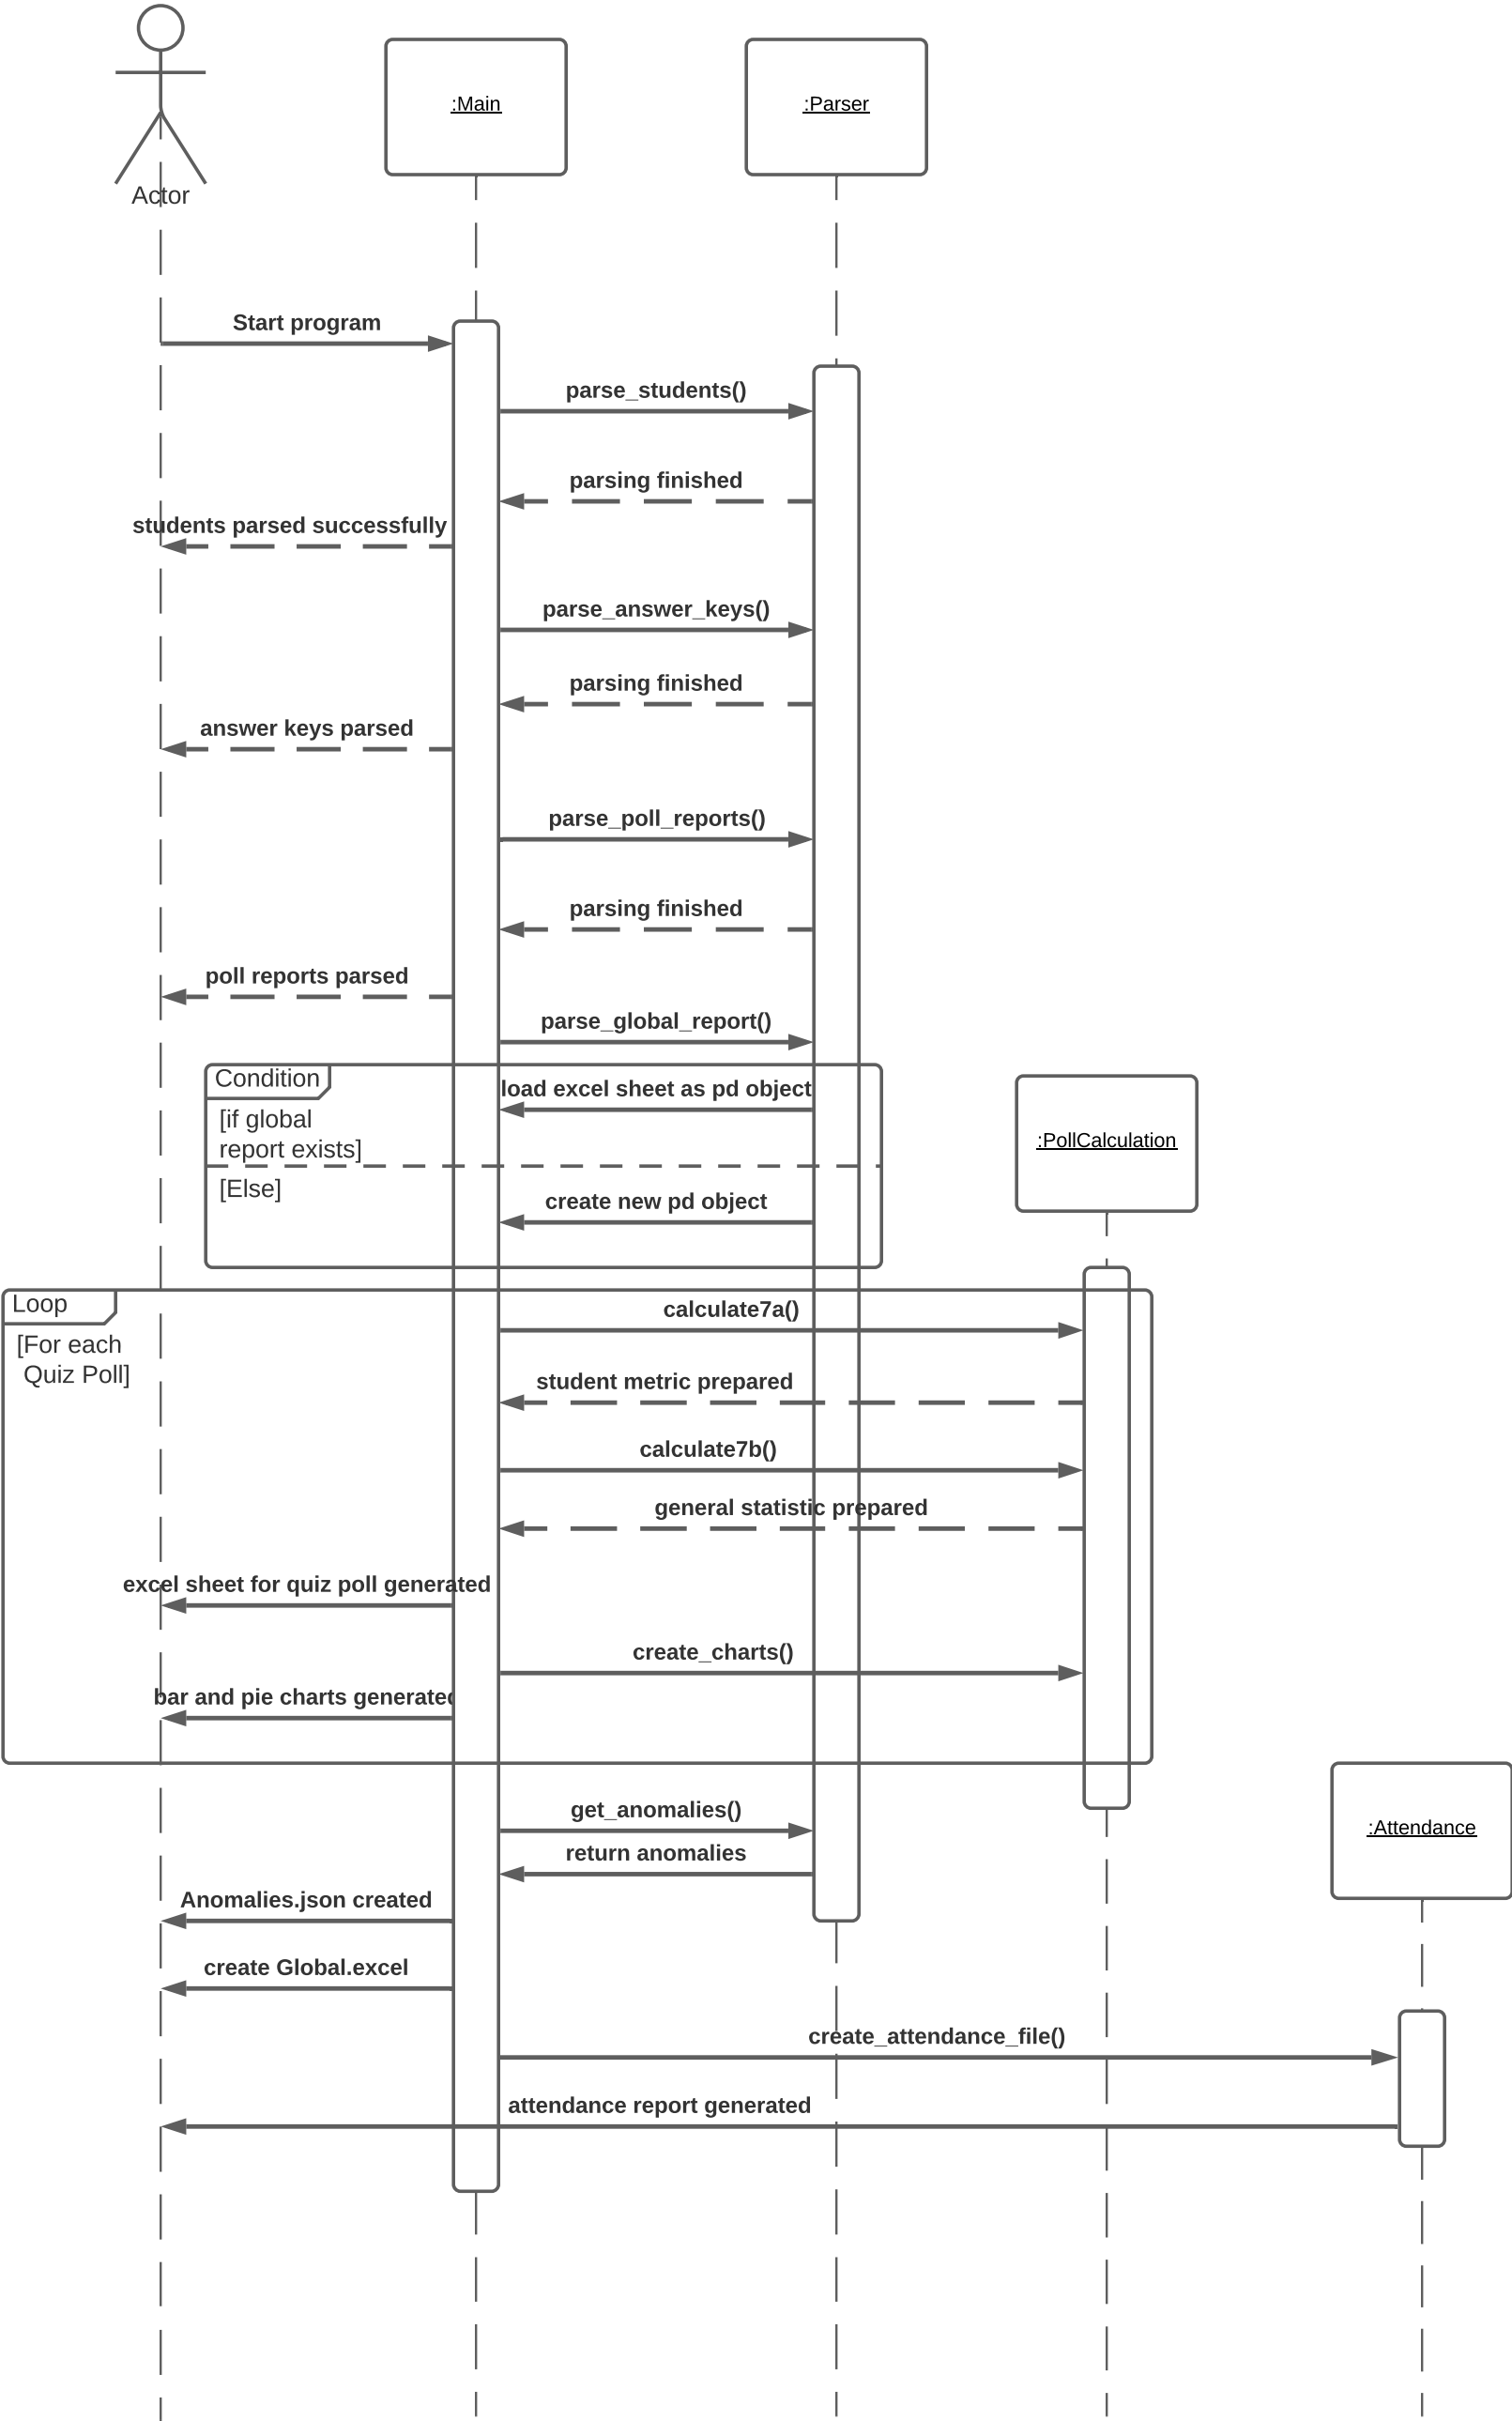 Actor
:Main
:Parser
Start program
parse_students()
parsing finished
students parsed successfully
parse_answer_keys()
parsing finished
answer keys parsed
parse_poll_reports()
parsing finished
poll reports parsed
parse_global_report()
Condition
load excel sheet as pd object
[if global
report exists]
:PollCalculation
[Else]
create new pd object
Loop
calculate7a()
[For each
Quiz Poll]
student metric prepared
calculate7b()
general statistic prepared
excel sheet for quiz poll generated
create_charts()
bar and pie charts generated
get_anomalies()
:Attendance
return anomalies
Anomalies.json created
create Global.excel
create_attendance_file()
attendance report generated